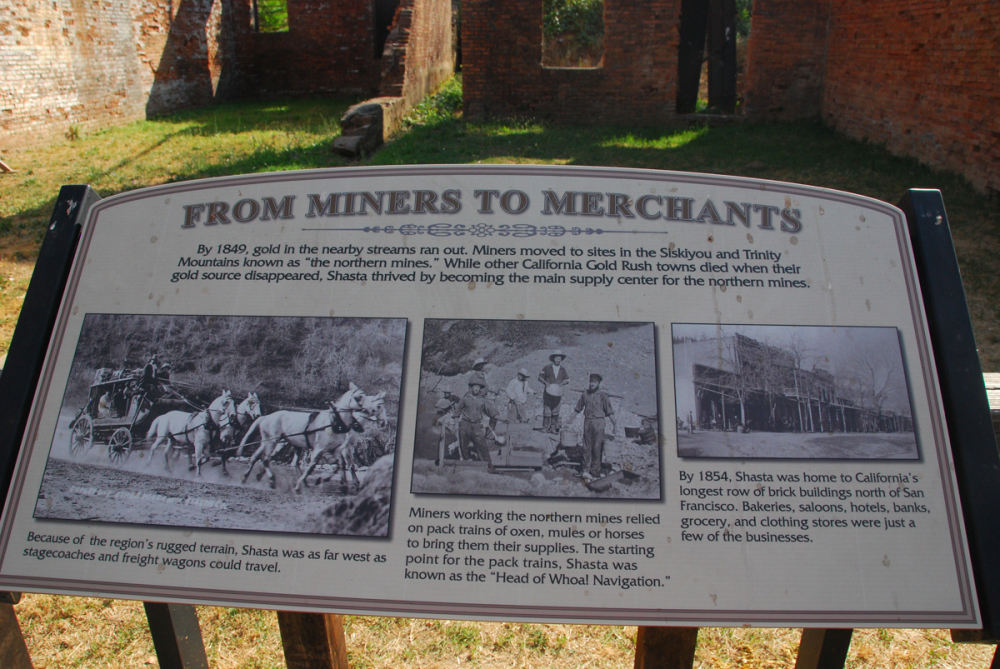 FROM MINERS TO MERCHANTS
By 1849, gold in the nearby streams ran out. Miners moved to sites in the Siskiyou and Trinity
Mountains known as “the northern mines.” While other California Gold Rush towns died when their
gold source disappeared, Shasta thrived by becoming the main supply center for the northern mines.
Because of the region’s rugged terrain, Shasta was as far west as
stagecoaches and freight wagons could travel.
Miners working the northern mines relied
on pack trains of oxen, mules or horses
to bring them their supplies. The starting
point for the pack trains, Shasta was
known as the “Head of Whoa! Navigation.”
By 1854, Shasta was home to California’s
longest row of brick buildings north of San
Francisco. Bakeries, saloons, hotels, banks,
grocery, and clothing stores were just a
few of the businesses.